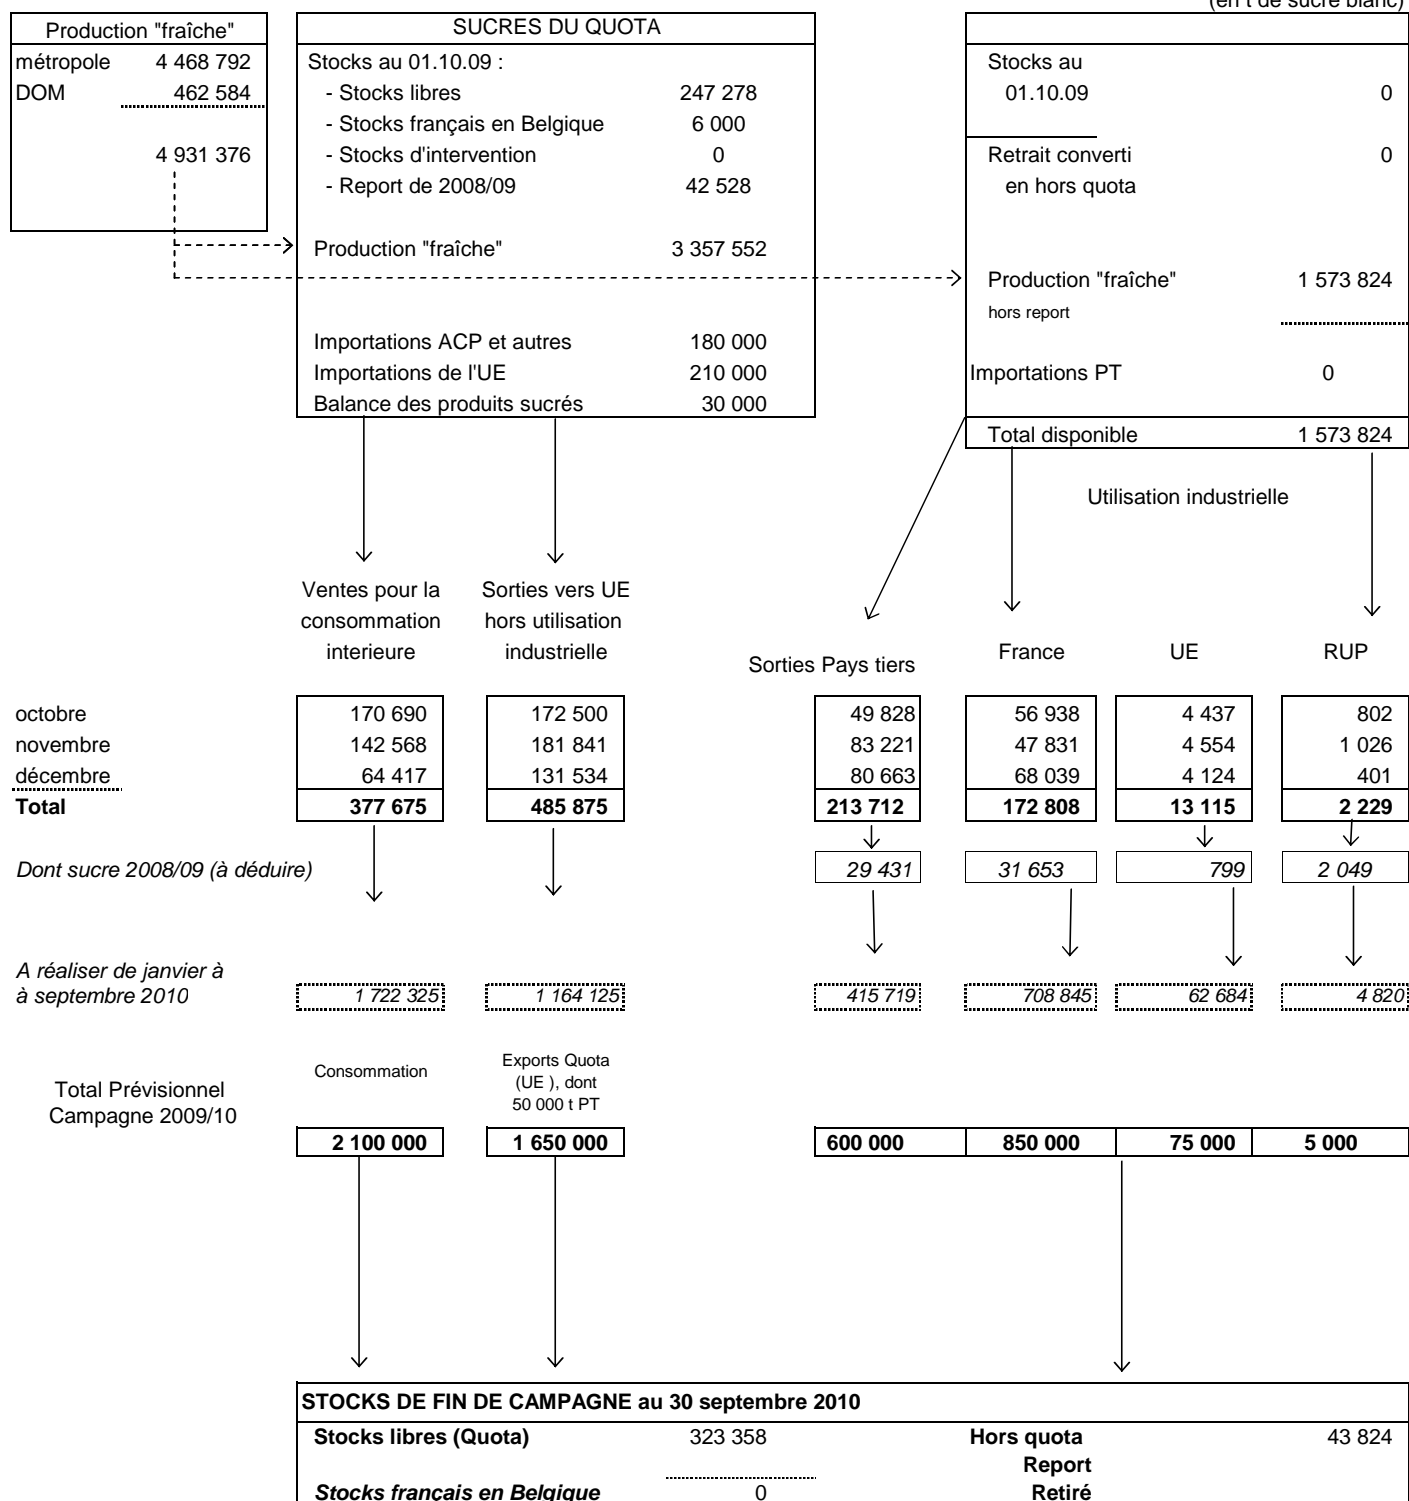 (en t de sucre blanc)
Production "fraîche"
métropole 4 468 792
DOM 462 584
4 931 376
SUCRES DU QUOTA
Stocks au 01.10.09 :
- Stocks libres 247 278
- Stocks français en Belgique 6 000
- Stocks d'intervention 0
- Report de 2008/09 42 528
Production "fraîche" 3 357 552
Importations ACP et autres 180 000
Importations de l'UE 210 000
Balance des produits sucrés 30 000
Stocks au
01.10.09 0
Retrait converti 0
en hors quota
Production "fraîche" 1 573 824
hors report
Importations PT 0
Total disponible 1 573 824
Utilisation industrielle
Ventes pour la
consommation
interieure
Sorties vers UE
hors utilisation
industrielle
Sorties Pays tiers
France UE RUP
octobre 170 690 172 500 49 828 56 938 4 437 802
novembre 142 568 181 841 83 221 47 831 4 554 1 026
décembre 64 417 131 534 80 663 68 039 4 124 401
Total 377 675 485 875 213 712 172 808 13 115 2 229
Dont sucre 2008/09 (à déduire) 29 431 31 653 799 2 049
A réaliser de janvier à
à septembre 2010 1 722 325 1 164 125 415 719 708 845 62 684 4 820
Total Prévisionnel
Campagne 2009/10
Consommation
Exports Quota
(UE ), dont
50 000 t PT
2 100 000 1 650 000 600 000 850 000 75 000 5 000
STOCKS DE FIN DE CAMPAGNE au 30 septembre 2010
Stocks libres (Quota) 323 358 Hors quota 43 824
Report
Stocks français en Belgique 0 Retiré